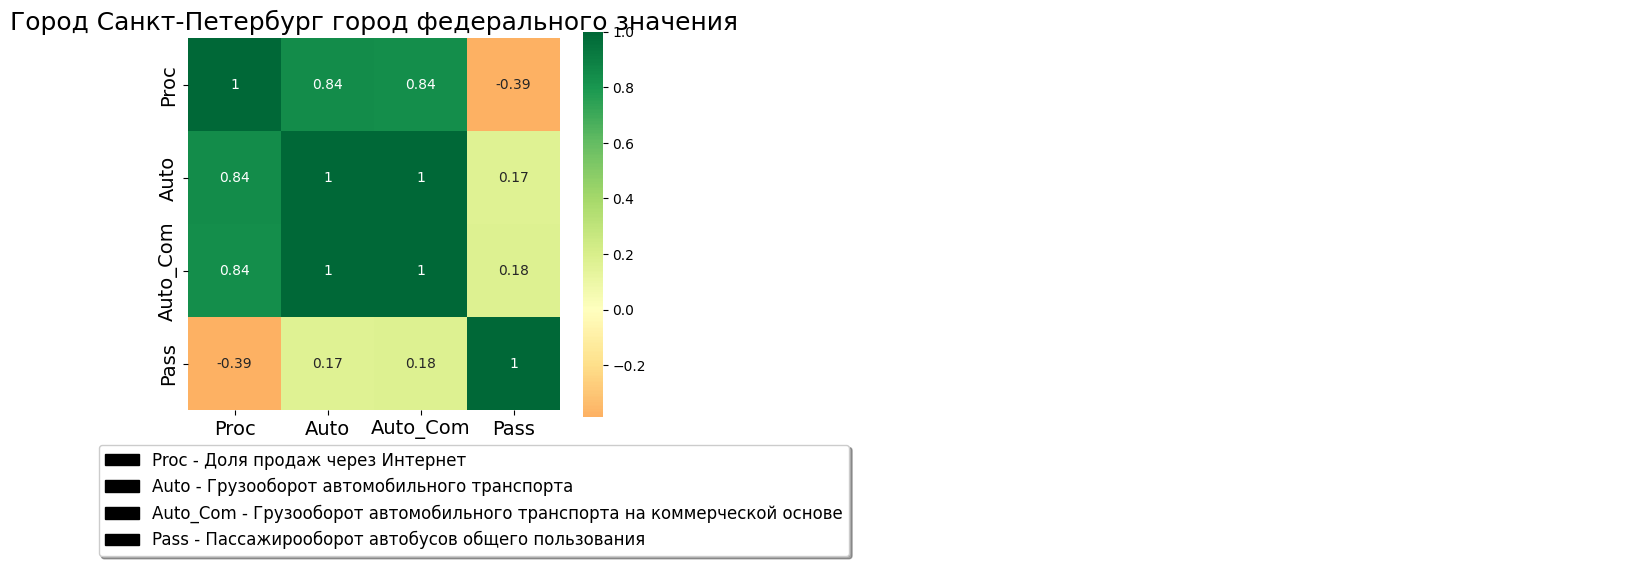 Город Санкт-Петербург город федерального значения
1.0
Proc 1 0.84 0.84 -0.39
0.8
0.6
Auto 0.84 1 1 0.17
0.4
Auto_Com 0.84 1 1 0.18
0.2
0.0
Pass -0.39 0.17 0.18 1
−0.2
Proc Auto Auto_Com Pass
Proc - Доля продаж через Интернет
Auto - Грузооборот автомобильного транспорта
Auto_Com - Грузооборот автомобильного транспорта на коммерческой основе
Pass - Пассажирооборот автобусов общего пользования